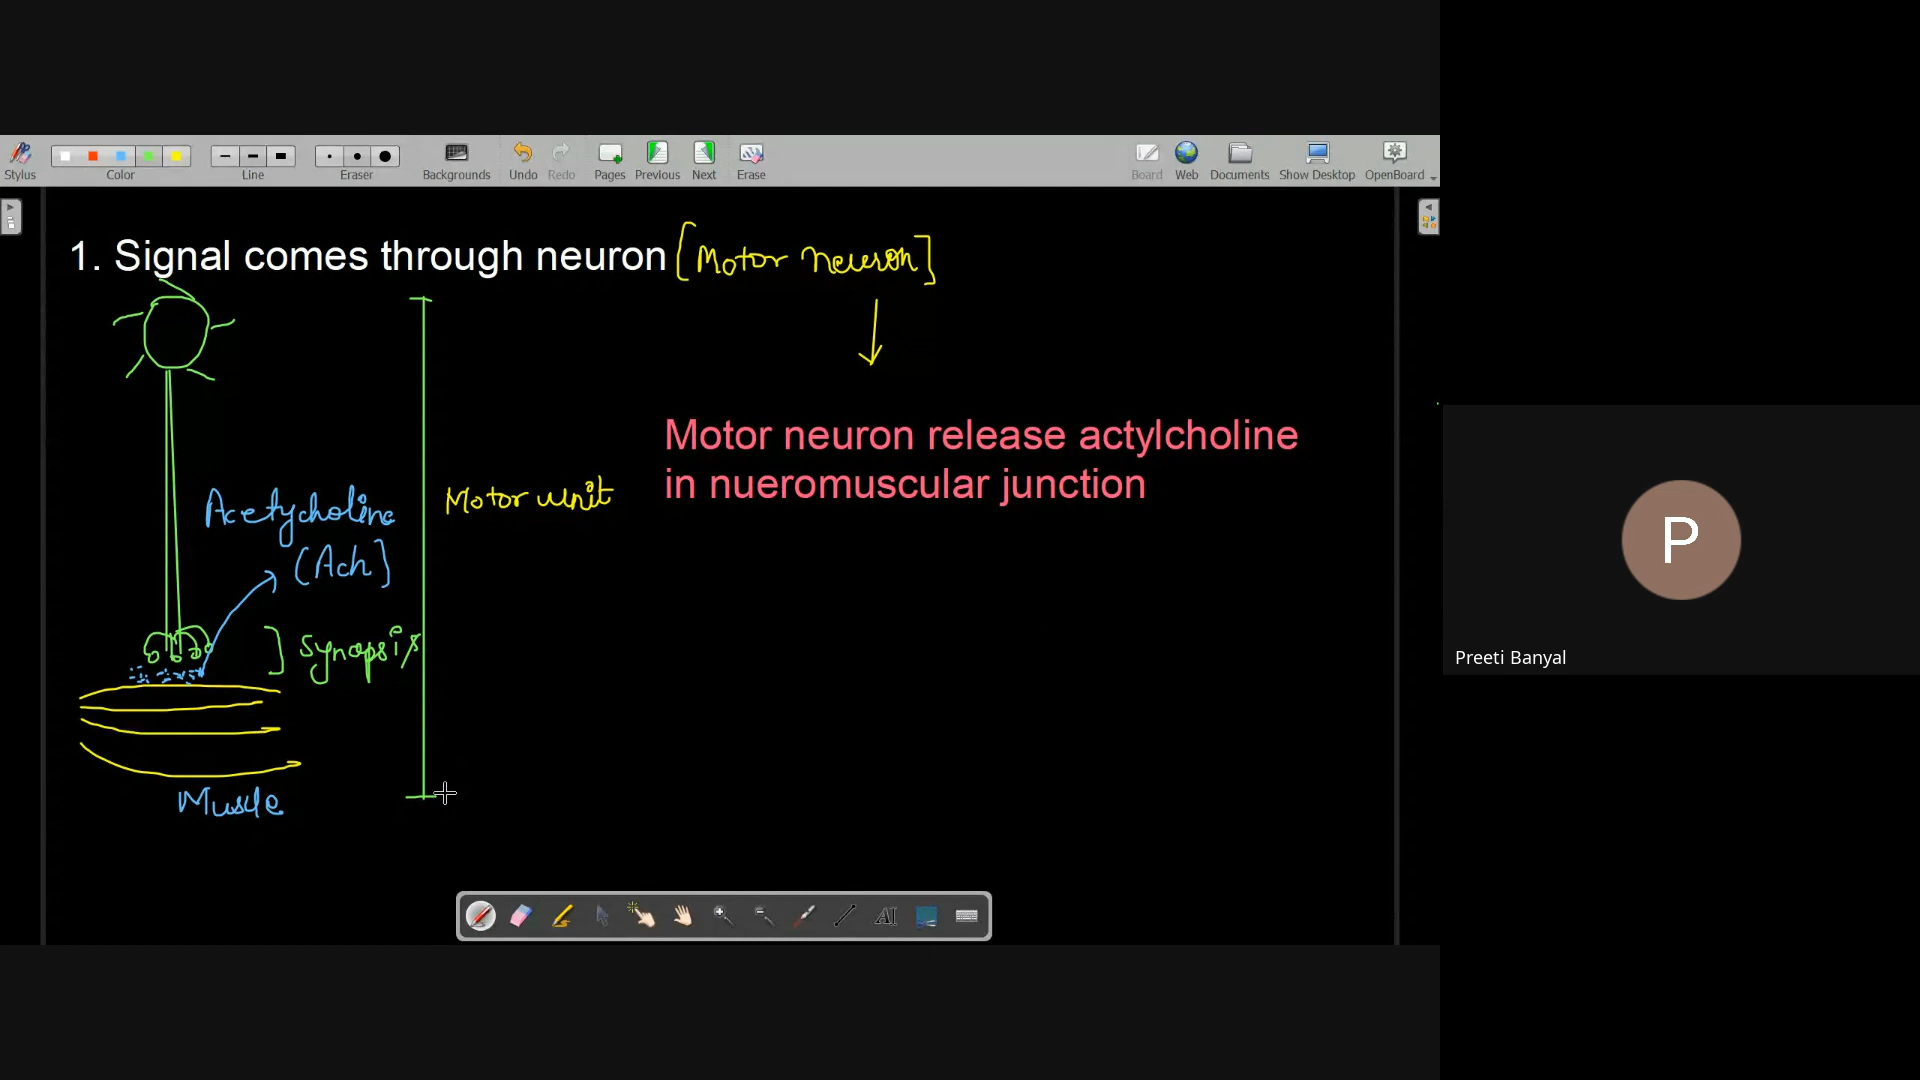 Stylus
Color
Line
Eraser
Backgrounds
Undo
Redo
Pages
Previous
Next
Erase
Board
Web
Documents
Show Desktop
OpenBoard
1. Signal comes through neuron [Motor neuron]
Motor neuron release actylcholine
in nueromuscular junction
Acetycholine
(Ach]
Motor unit
] Synapsis
Muscle
AI
P
Preeti Banyal